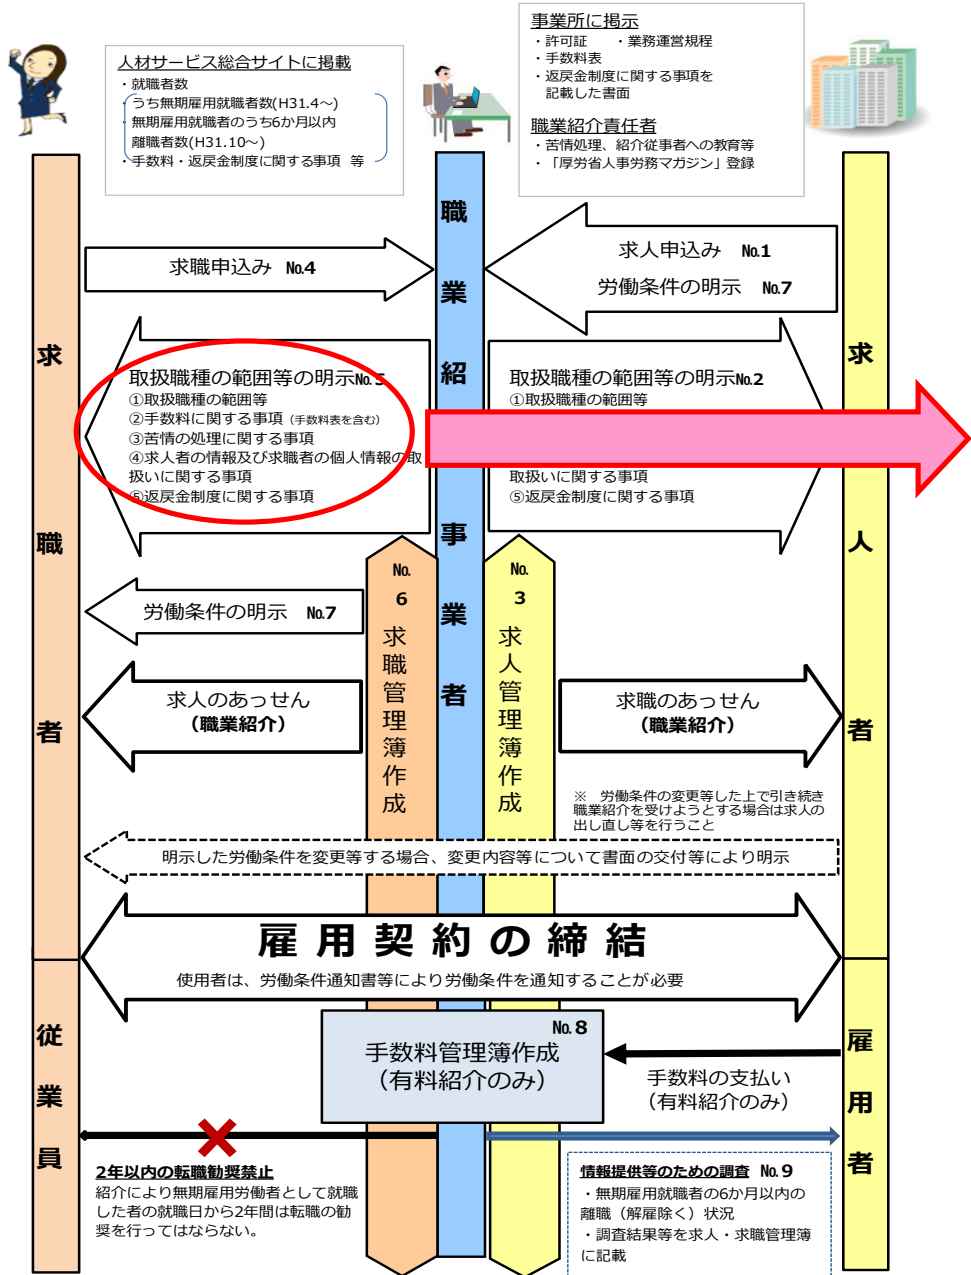 人材サービス総合サイトに掲載
・就職者数
・うち無期雇用就職者数(H31.4～)
・無期雇用就職者のうち6か月以内
離職者数(H31.10～)
・手数料・返戻金制度に関する事項 等
事業所に掲示
・許可証 ・業務運営規程
・手数料表
・返戻金制度に関する事項を
記載した書面
職業紹介責任者
・苦情処理、紹介従事者への教育等
・「厚労省人事労務マガジン」登録
求職者
職業紹介事業者
求人者
求職申込み №4
求人申込み №1
労働条件の明示 №7
取扱職種の範囲等の明示№5
①取扱職種の範囲等
②手数料に関する事項（手数料表を含む）
③苦情の処理に関する事項
④求人者の情報及び求職者の個人情報の取
扱いに関する事項
⑤返戻金制度に関する事項
取扱職種の範囲等の明示№2
①取扱職種の範囲等
取扱いに関する事項
⑤返戻金制度に関する事項
労働条件の明示 №7
№6 求職管理簿作成
№3 求人管理簿作成
求人のあっせん
（職業紹介）
求職のあっせん
（職業紹介）
※ 労働条件の変更等した上で引き続き
職業紹介を受けようとする場合は求人の
出し直し等を行うこと
明示した労働条件を変更等する場合、変更内容等について書面の交付等により明示
雇用契約の締結
使用者は、労働条件通知書等により労働条件を通知することが必要
従業員
雇用者
№8
手数料管理簿作成
（有料紹介のみ）
手数料の支払い
（有料紹介のみ）
2年以内の転職勧奨禁止
紹介により無期雇用労働者として就職
した者の就職日から2年間は転職の勧
奨を行ってはならない。
情報提供等のための調査 №9
・無期雇用就職者の6か月以内の
離職（解雇除く）状況
・調査結果等を求人・求職管理簿
に記載